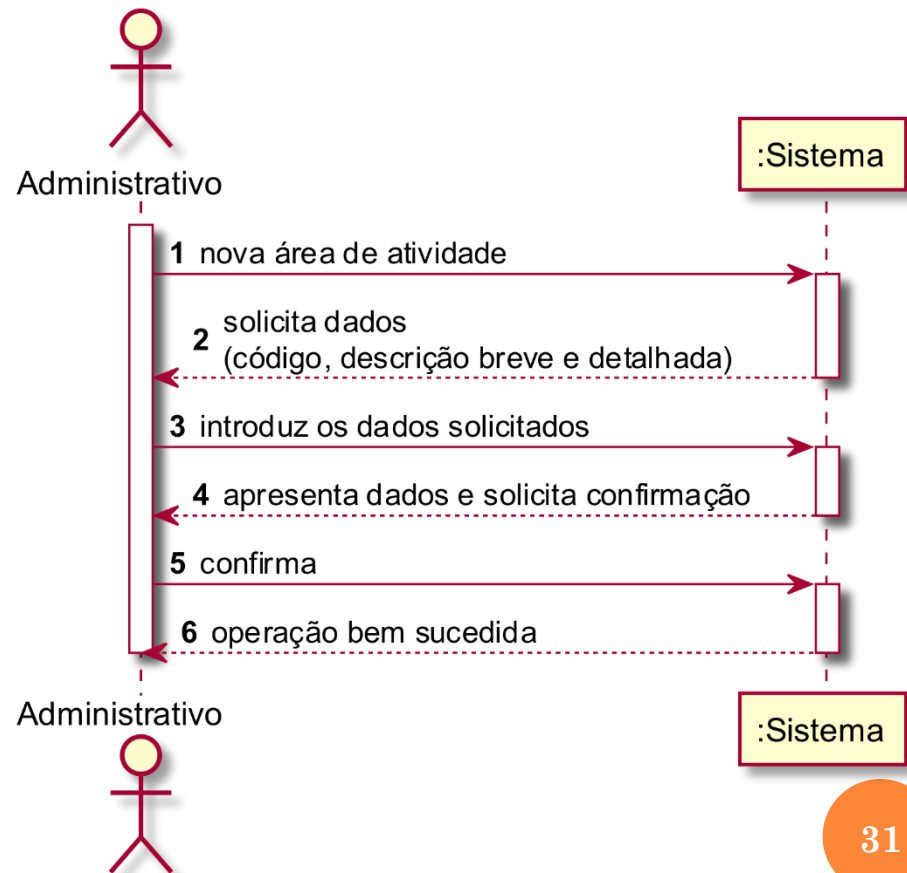 Administrativo
:Sistema
1 nova área de atividade
2 solicita dados
(código, descrição breve e detalhada)
3 introduz os dados solicitados
4 apresenta dados e solicita confirmação
5 confirma
6 operação bem sucedida
Administrativo
:Sistema
31